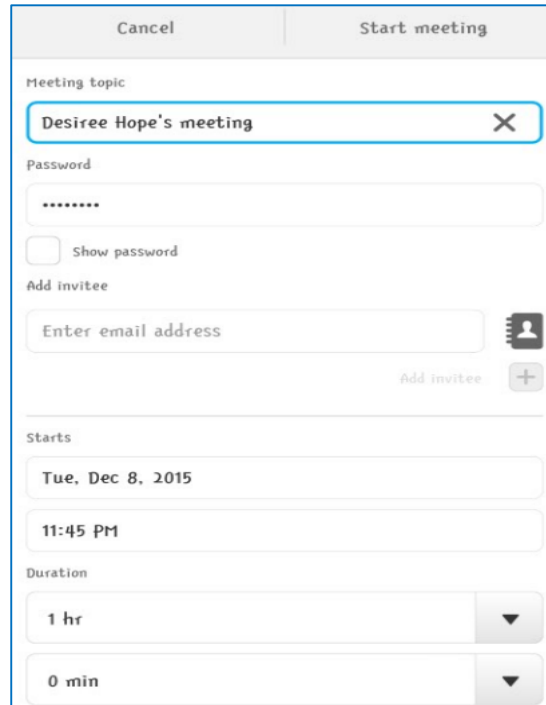 Cancel Start meeting
Meeting topic
Desiree Hope's meeting
Password
••••••••
Show password
Add invitee
Enter email address
Add invitee
Starts
Tue, Dec 8, 2015
11:45 PM
Duration
1 hr
0 min